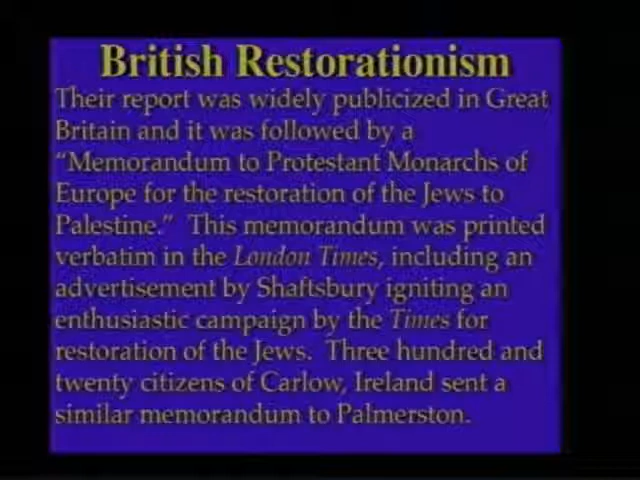 British Restorationism
Their report was widely publicized in Great
Britain and it was followed by a
“Memorandum to Protestant Monarchs of
Europe for the restoration of the Jews to
Palestine.” This memorandum was printed
verbatim in the London Times, including an
advertisement by Shaftsbury igniting an
enthusiastic campaign by the Times for
restoration of the Jews. Three hundred and
twenty citizens of Carlow, Ireland sent a
similar memorandum to Palmerston.